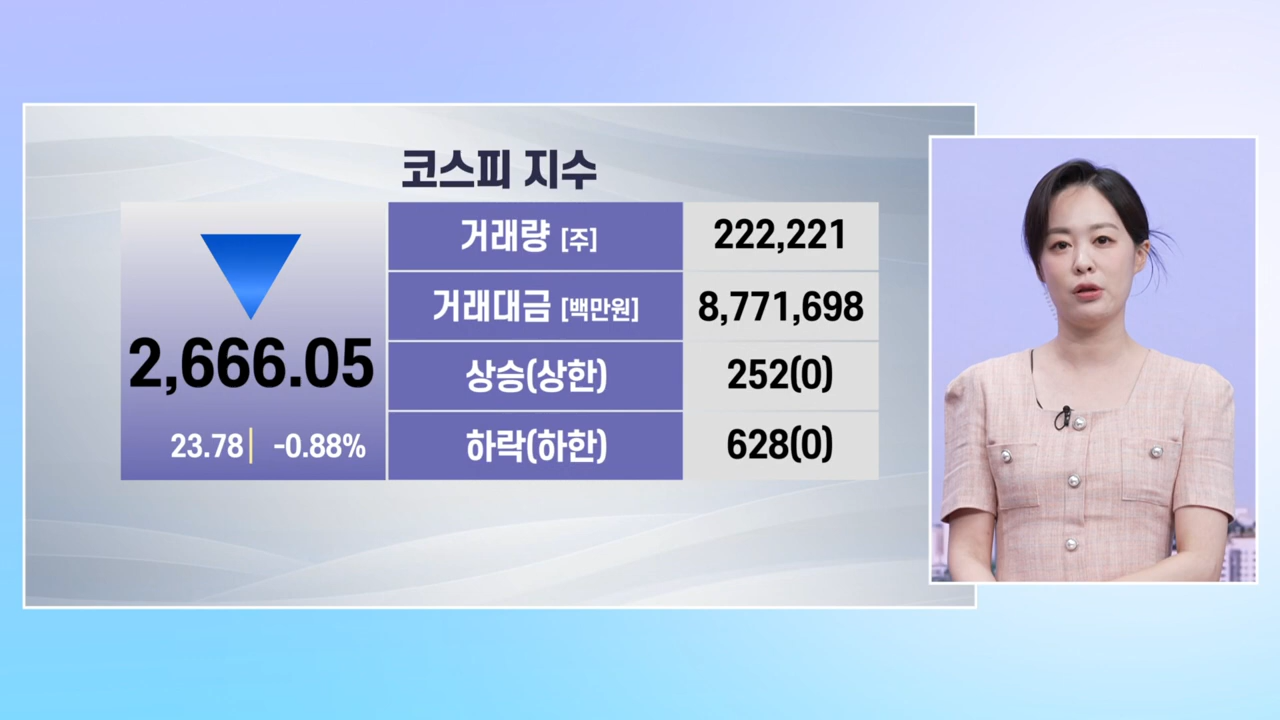 코스피 지수
2,666.05
23.78 -0.88%
거래량 [주] 222,221
거래대금 [백만원] 8,771,698
상승(상한) 252(0)
하락(하한) 628(0)